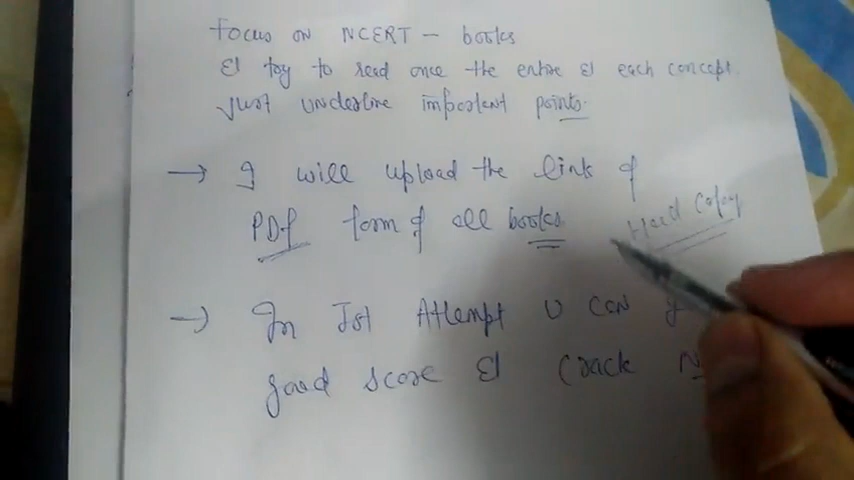 Focus on NCERT - books
& try to read once the entire & each concept.
Just underline important points.
→ I will upload the link of
PDF form of all books
Hard Copy
→ In Ist Attempt U can
good score & Crack